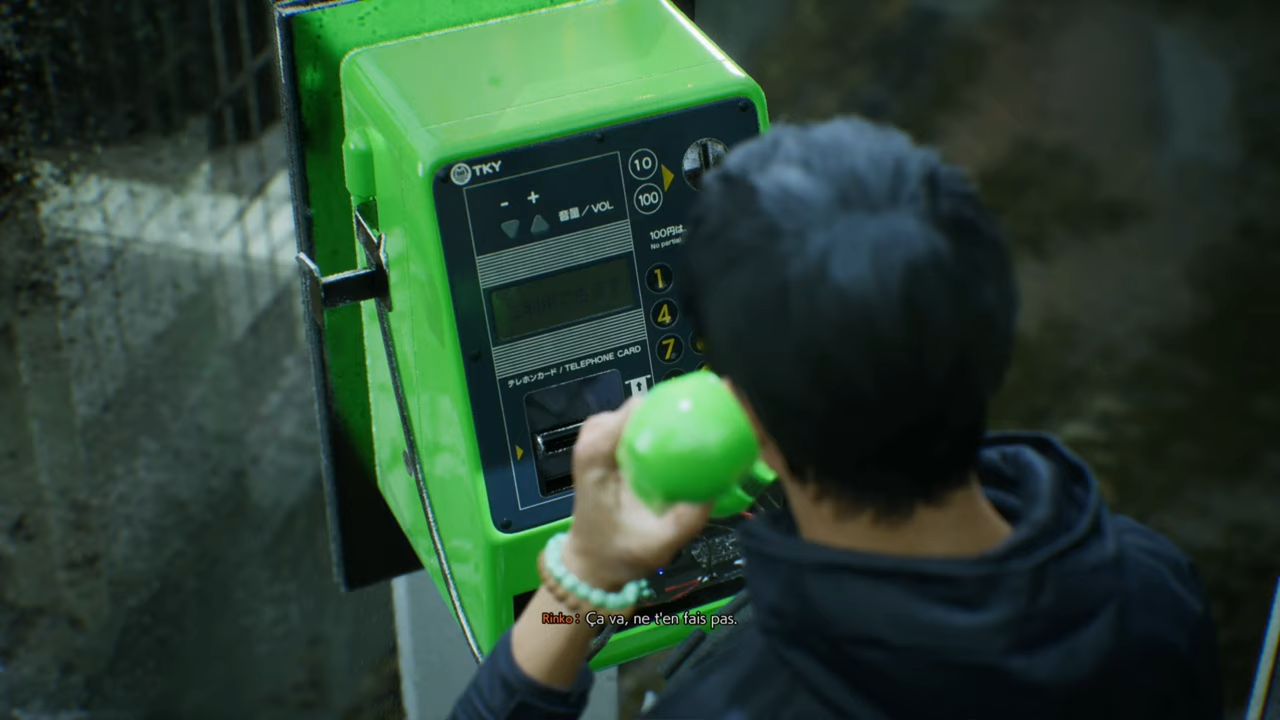 TKY
- +
音量/VOL
10
100
100円は
No partial
1
4
7
テレホンカード / TELEPHONE CARD
Rinko : Ça va, ne t'en fais pas.